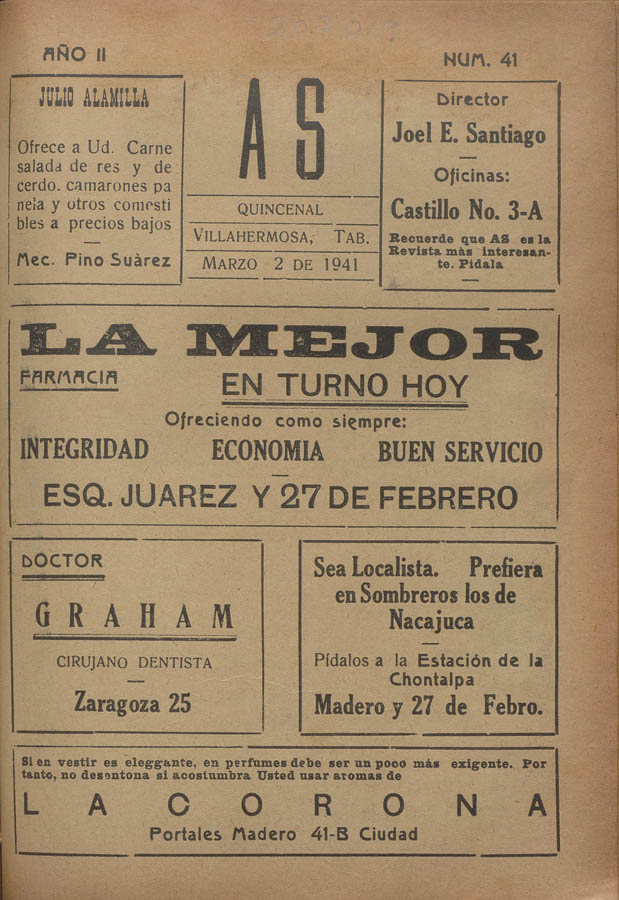 AÑO II
NUM. 41
JULIO ALAMILLA
Ofrece a Ud. Carne
salada de res y de
cerdo. camarones pa
neia y otros comesti
bles a precios bajos
Mec. Pino Suàrez
AS
QUINCENAL
VILLAHERMOSA, TAB.
MARZO 2 DE 1941
Director
Joel E. Santiago
Oficinas:
Castillo No. 3-A
Recuerde que AS es la
Revista màs interesan-
te. Pidala
LA MEJOR
FARMACIA
EN TURNO HOY
Ofreciendo como siempre:
INTEGRIDAD ECONOMIA BUEN SERVICIO
ESQ. JUAREZ Y 27 DE FEBRERO
DOCTOR
GRAHAM
CIRUJANO DENTISTA
Zaragoza 25
Sea Localista. Prefiera
en Sombreros los de
Nacajuca
Pídalos a la Estación de la
Chontalpa
Madero y 27 de Febro.
Si en vestir es eleggante, en perfumes debe ser un poco más exigente. Por
tanto, no desentona si acostumbra Usted usar aromas de
LA CORONA
Portales Madero 41-B Ciudad